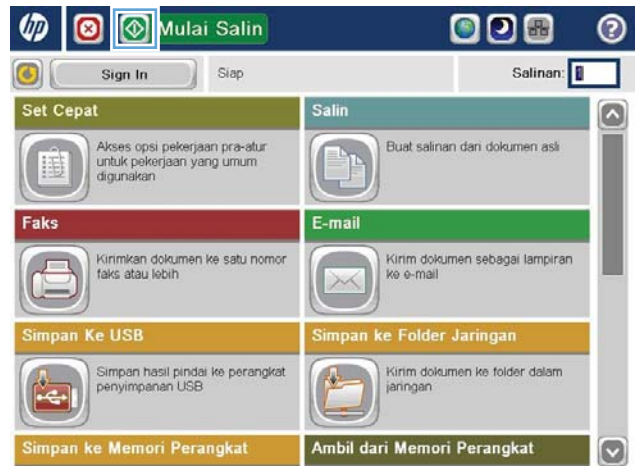 hp
Mulai Salin
?
Sign In
Siap
Salinan: 1
Set Cepat
Akses opsi pekerjaan pra-atur
untuk pekerjaan yang umum
digunakan
Salin
Buat salinan dari dokumen asli
Faks
Kirimkan dokumen ke satu nomor
faks atau lebih
E-mail
Kirim dokumen sebagai lampiran
ke e-mail
Simpan Ke USB
Simpan hasil pindai ke perangkat
penyimpanan USB
Simpan ke Folder Jaringan
Kirim dokumen ke folder dalam
jaringan
Simpan ke Memori Perangkat
Ambil dari Memori Perangkat